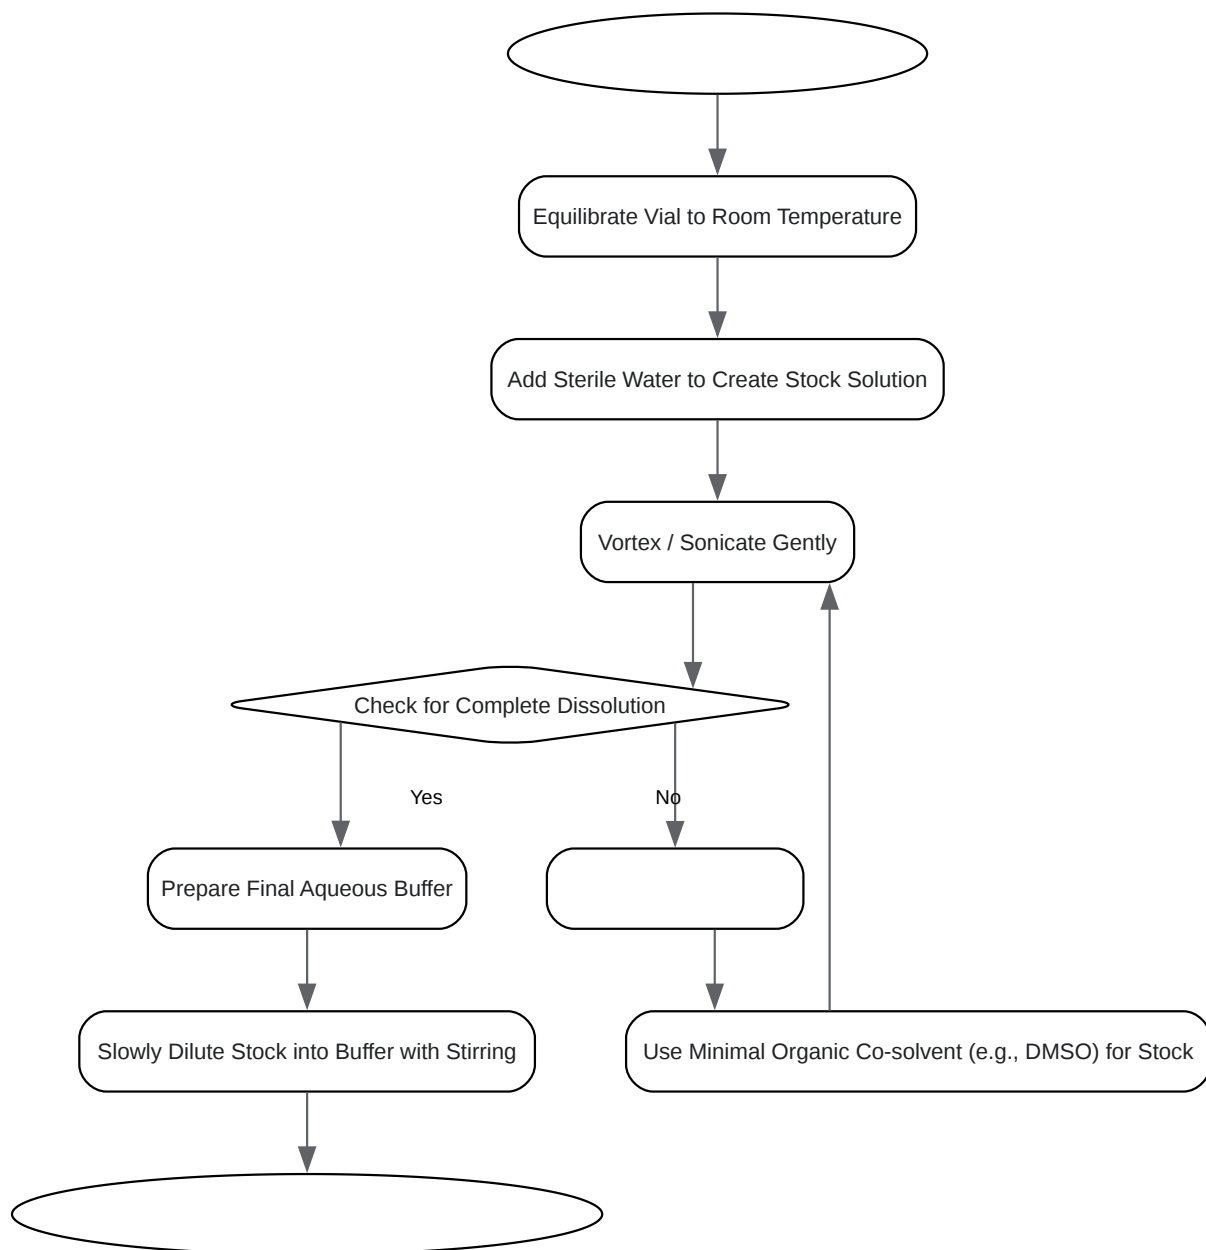 Equilibrate Vial to Room Temperature
Add Sterile Water to Create Stock Solution
Vortex / Sonicate Gently
Check for Complete Dissolution
Yes
No
Prepare Final Aqueous Buffer
Slowly Dilute Stock into Buffer with Stirring
Use Minimal Organic Co-solvent (e.g., DMSO) for Stock